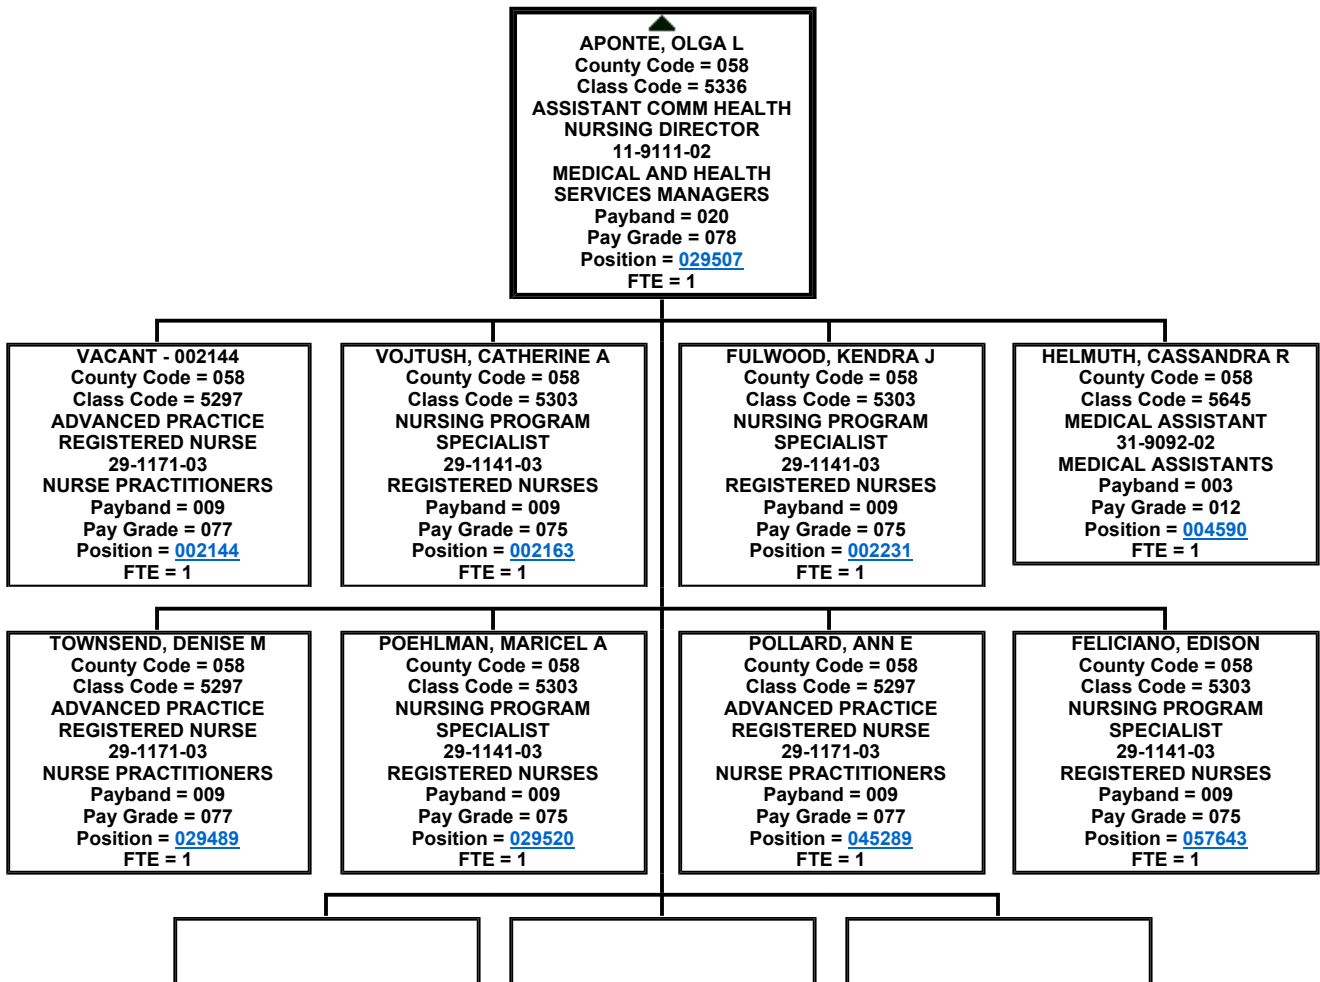 APONTE, OLGA L
County Code = 058
Class Code = 5336
ASSISTANT COMM HEALTH
NURSING DIRECTOR
11-9111-02
MEDICAL AND HEALTH
SERVICES MANAGERS
Payband = 020
Pay Grade = 078
Position = 029507
FTE = 1
VACANT - 002144
County Code = 058
Class Code = 5297
ADVANCED PRACTICE
REGISTERED NURSE
29-1171-03
NURSE PRACTITIONERS
Payband = 009
Pay Grade = 077
Position = 002144
FTE = 1
VOJTUSH, CATHERINE A
County Code = 058
Class Code = 5303
NURSING PROGRAM
SPECIALIST
29-1141-03
REGISTERED NURSES
Payband = 009
Pay Grade = 075
Position = 002163
FTE = 1
FULWOOD, KENDRA J
County Code = 058
Class Code = 5303
NURSING PROGRAM
SPECIALIST
29-1141-03
REGISTERED NURSES
Payband = 009
Pay Grade = 075
Position = 002231
FTE = 1
HELMUTH, CASSANDRA R
County Code = 058
Class Code = 5645
MEDICAL ASSISTANT
31-9092-02
MEDICAL ASSISTANTS
Payband = 003
Pay Grade = 012
Position = 004590
FTE = 1
TOWNSEND, DENISE M
County Code = 058
Class Code = 5297
ADVANCED PRACTICE
REGISTERED NURSE
29-1171-03
NURSE PRACTITIONERS
Payband = 009
Pay Grade = 077
Position = 029489
FTE = 1
POEHLMAN, MARICEL A
County Code = 058
Class Code = 5303
NURSING PROGRAM
SPECIALIST
29-1141-03
REGISTERED NURSES
Payband = 009
Pay Grade = 075
Position = 029520
FTE = 1
POLLARD, ANN E
County Code = 058
Class Code = 5297
ADVANCED PRACTICE
REGISTERED NURSE
29-1171-03
NURSE PRACTITIONERS
Payband = 009
Pay Grade = 077
Position = 045289
FTE = 1
FELICIANO, EDISON
County Code = 058
Class Code = 5303
NURSING PROGRAM
SPECIALIST
29-1141-03
REGISTERED NURSES
Payband = 009
Pay Grade = 075
Position = 057643
FTE = 1